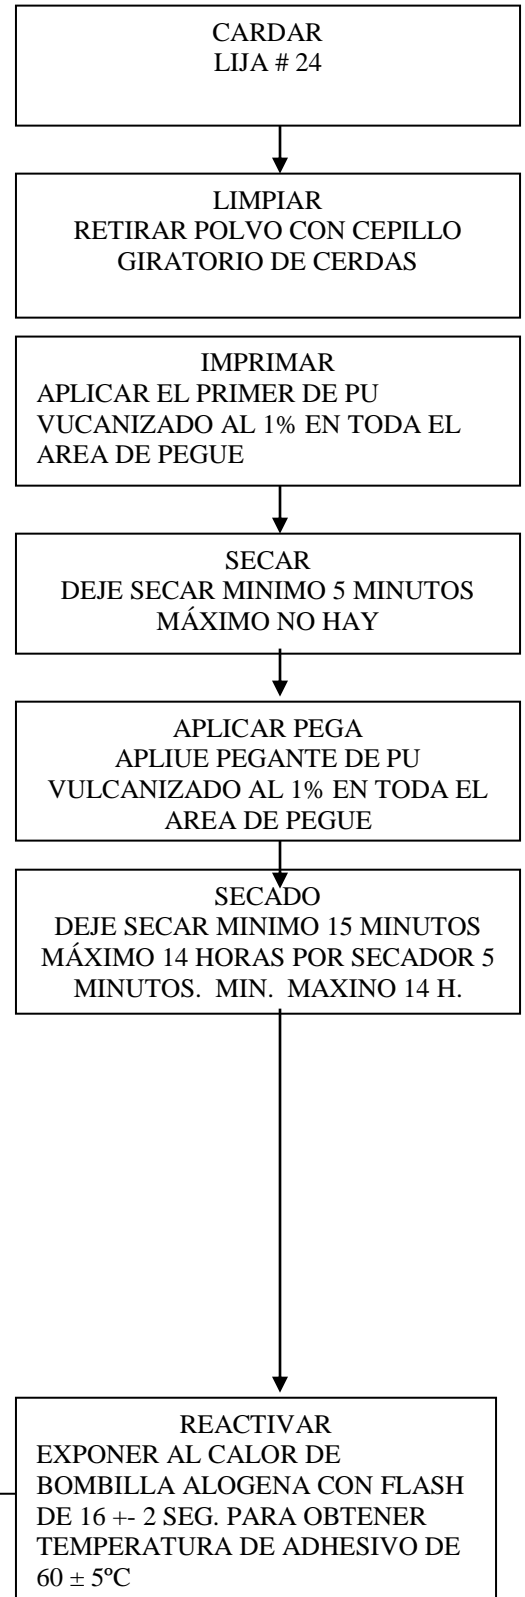 CARDAR
LIJA # 24
LIMPIAR
RETIRAR POLVO CON CEPILLO
GIRATORIO DE CERDAS
IMPRIMAR
APLICAR EL PRIMER DE PU
VUCANIZADO AL 1% EN TODA EL
AREA DE PEGUE
SECAR
DEJE SECAR MINIMO 5 MINUTOS
MÁXIMO NO HAY
APLICAR PEGA
APLIUE PEGANTE DE PU
VULCANIZADO AL 1% EN TODA EL
AREA DE PEGUE
SECADO
DEJE SECAR MINIMO 15 MINUTOS
MÁXIMO 14 HORAS POR SECADOR 5
MINUTOS. MIN. MAXINO 14 H.
REACTIVAR
EXPONER AL CALOR DE
BOMBILLA ALOGENA CON FLASH
DE 16 +- 2 SEG. PARA OBTENER
TEMPERATURA DE ADHESIVO DE
60 ± 5ºC